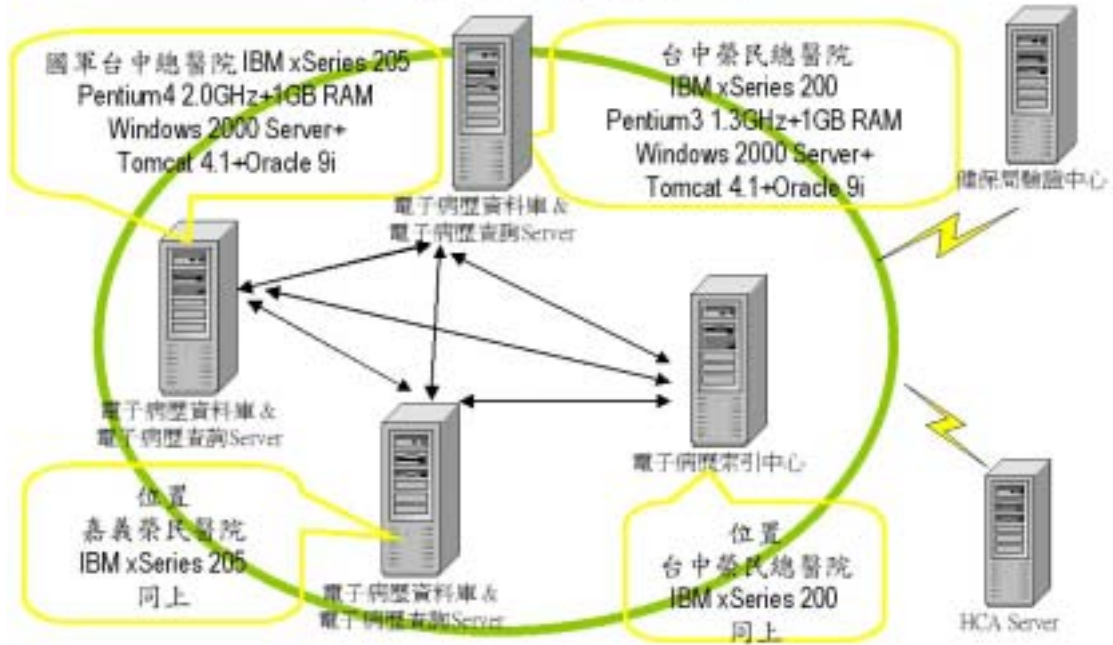 國軍台中總醫院 IBM xSeries 205
Pentium4 2.0GHz+1GB RAM
Windows 2000 Server+
Tomcat 4.1+Oracle 9i
台中榮民總醫院
IBM xSeries 200
Pentium3 1.3GHz+1GB RAM
Windows 2000 Server+
Tomcat 4.1+Oracle 9i
健保局驗證中心
電子病歷資料庫 &
電子病歷查詢Server
電子病歷資料庫 &
電子病歷查詢Server
電子病歷索引中心
位置
嘉義榮民醫院
IBM xSeries 205
同上
電子病歷資料庫 &
電子病歷查詢Server
位置
台中榮民總醫院
IBM xSeries 200
同上
HCA Server